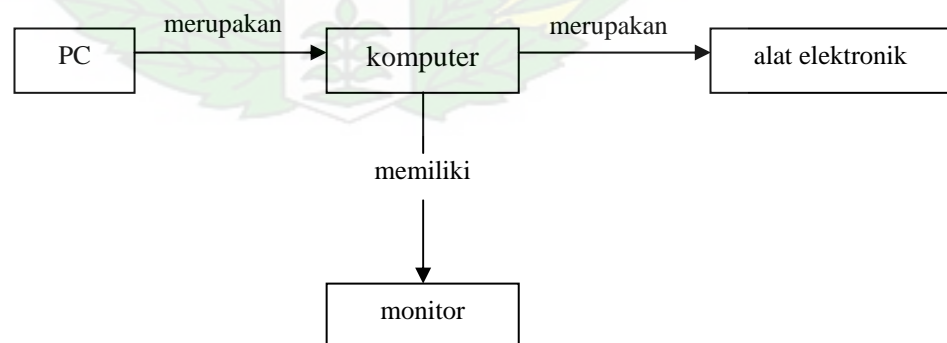 merupakan
merupakan
PC
komputer
alat elektronik
memiliki
monitor